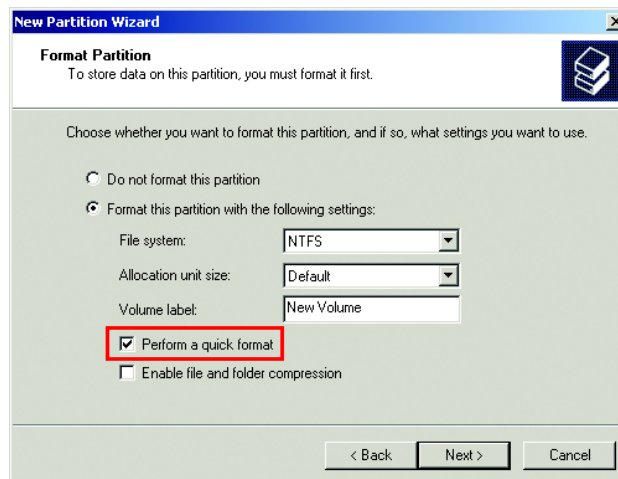 New Partition Wizard
Format Partition
To store data on this partition, you must format it first.
Choose whether you want to format this partition, and if so, what settings you want to use.
Do not format this partition
Format this partition with the following settings:
File system: NTFS
Allocation unit size: Default
Volume label: New Volume
Perform a quick format
Enable file and folder compression
< Back Next > Cancel